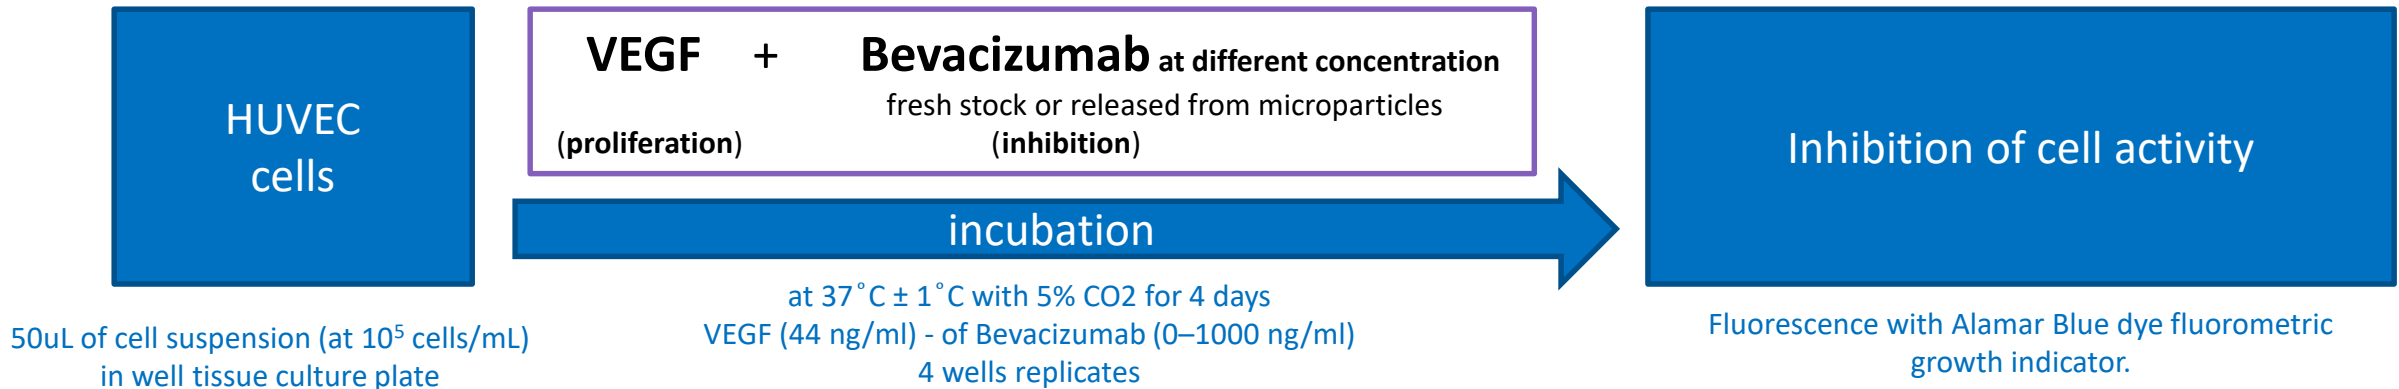 HUVEC
cells
50uL of cell suspension (at 10⁵ cells/mL)
in well tissue culture plate
VEGF + Bevacizumab at different concentration
fresh stock or released from microparticles
(proliferation) (inhibition)
incubation
at 37˚C ± 1˚C with 5% CO2 for 4 days
VEGF (44 ng/ml) - of Bevacizumab (0–1000 ng/ml)
4 wells replicates
Inhibition of cell activity
Fluorescence with Alamar Blue dye fluorometric
growth indicator.